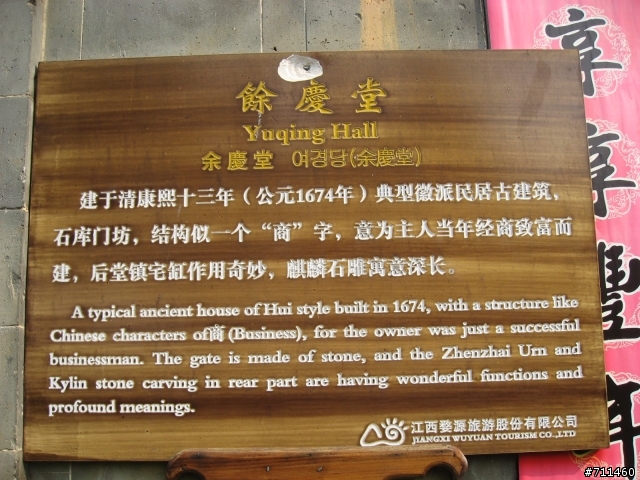 餘慶堂
Yuqing Hall
余慶堂 여경당(余慶堂)
建于清康熙十三年（公元1674年）典型徽派民居古建筑，
石库门坊，结构似一个“商”字，意为主人当年经商致富而
建，后堂镇宅缸作用奇妙，麒麟石雕寓意深长。
A typical ancient house of Hui style built in 1674, with a structure like
Chinese characters of商(Business), for the owner was just a successful
businessman. The gate is made of stone, and the Zhenzhai Urn and
Kylin stone carving in rear part are having wonderful functions and
profound meanings.
江西婺源旅游股份有限公司
JIANGXI WUYUAN TOURISM CO.,LTD
享
享
豐
#711460